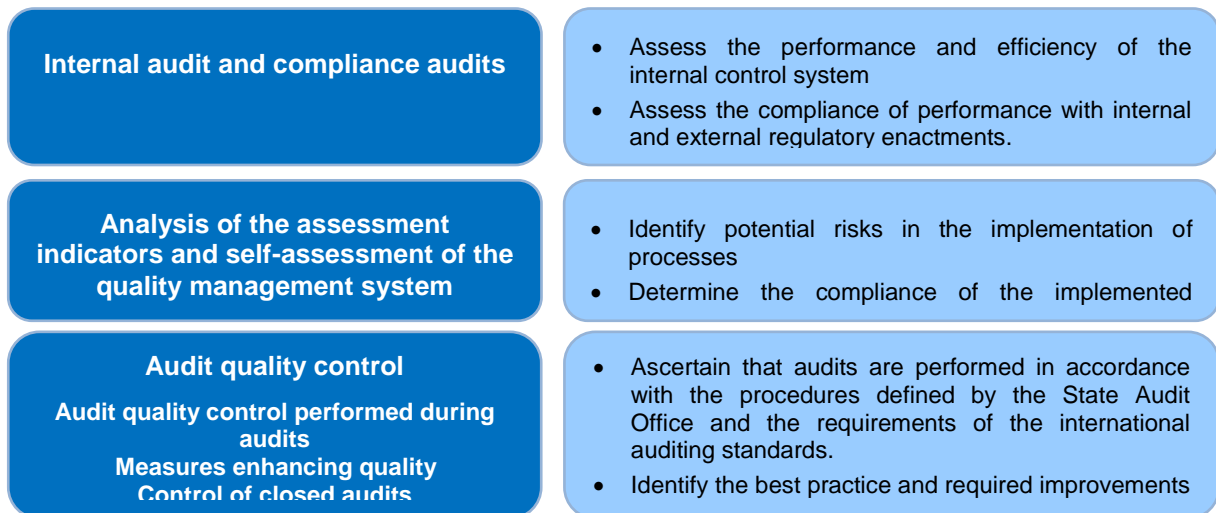 Internal audit and compliance audits
• Assess the performance and efficiency of the
internal control system
• Assess the compliance of performance with internal
and external regulatory enactments.
Analysis of the assessment
indicators and self-assessment of the
quality management system
• Identify potential risks in the implementation of
processes
• Determine the compliance of the implemented
Audit quality control
Audit quality control performed during
audits
Measures enhancing quality
Control of closed audits
• Ascertain that audits are performed in accordance
with the procedures defined by the State Audit
Office and the requirements of the international
auditing standards.
• Identify the best practice and required improvements